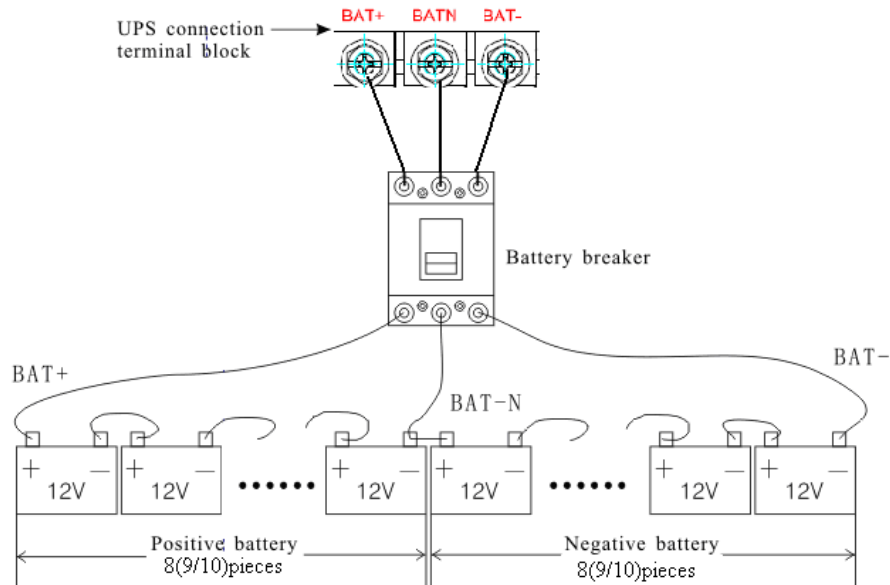 BAT+ BATN BAT-
UPS connection
terminal block
Battery breaker
BAT+
BAT-
BAT-N
+ − + − + − + − + − + −
12V 12V 12V 12V 12V 12V
Positive battery
8(9/10)pieces
Negative battery
8(9/10)pieces